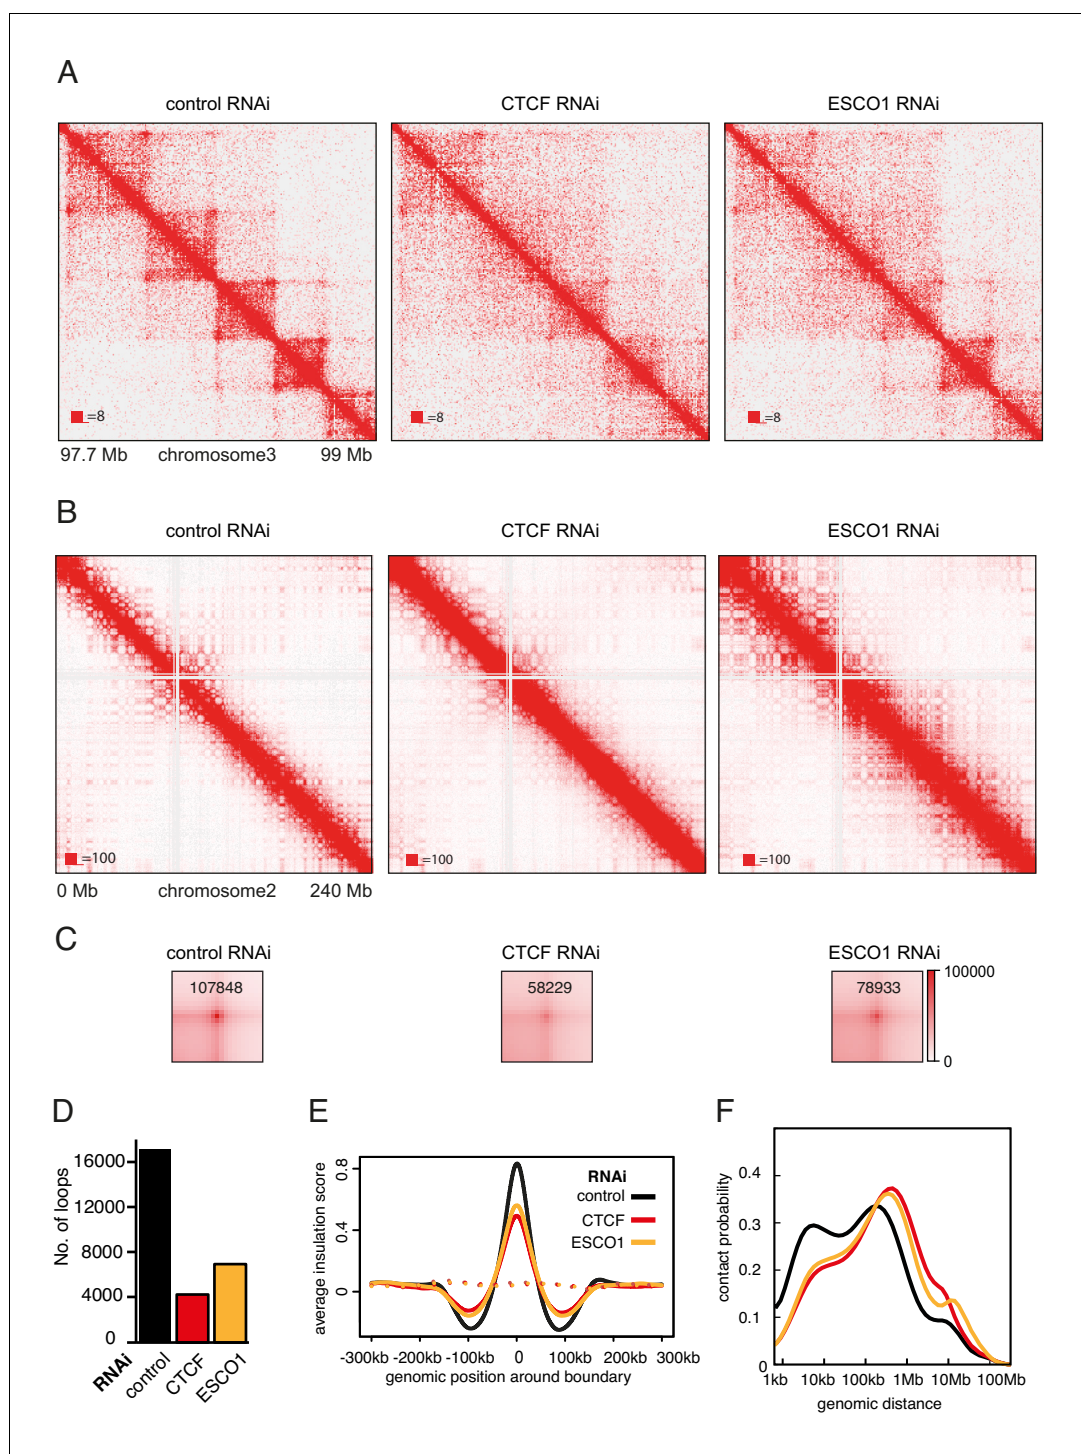 A
control RNAi CTCF RNAi ESCO1 RNAi
=8 =8 =8
97.7 Mb chromosome3 99 Mb
B
control RNAi CTCF RNAi ESCO1 RNAi
=100 =100 =100
0 Mb chromosome2 240 Mb
C
control RNAi CTCF RNAi ESCO1 RNAi
107848 58229 78933
100000
0
D
No. of loops
16000
12000
8000
4000
0
RNAi control CTCF ESCO1
E
average insulation score
0.8
0.4
0
RNAi
control
CTCF
ESCO1
-300kb -200kb -100kb 0 100kb 200kb 300kb
genomic position around boundary
F
contact probability
0.4
0.3
0.2
0.1
0
1kb 10kb 100kb 1Mb 10Mb 100Mb
genomic distance